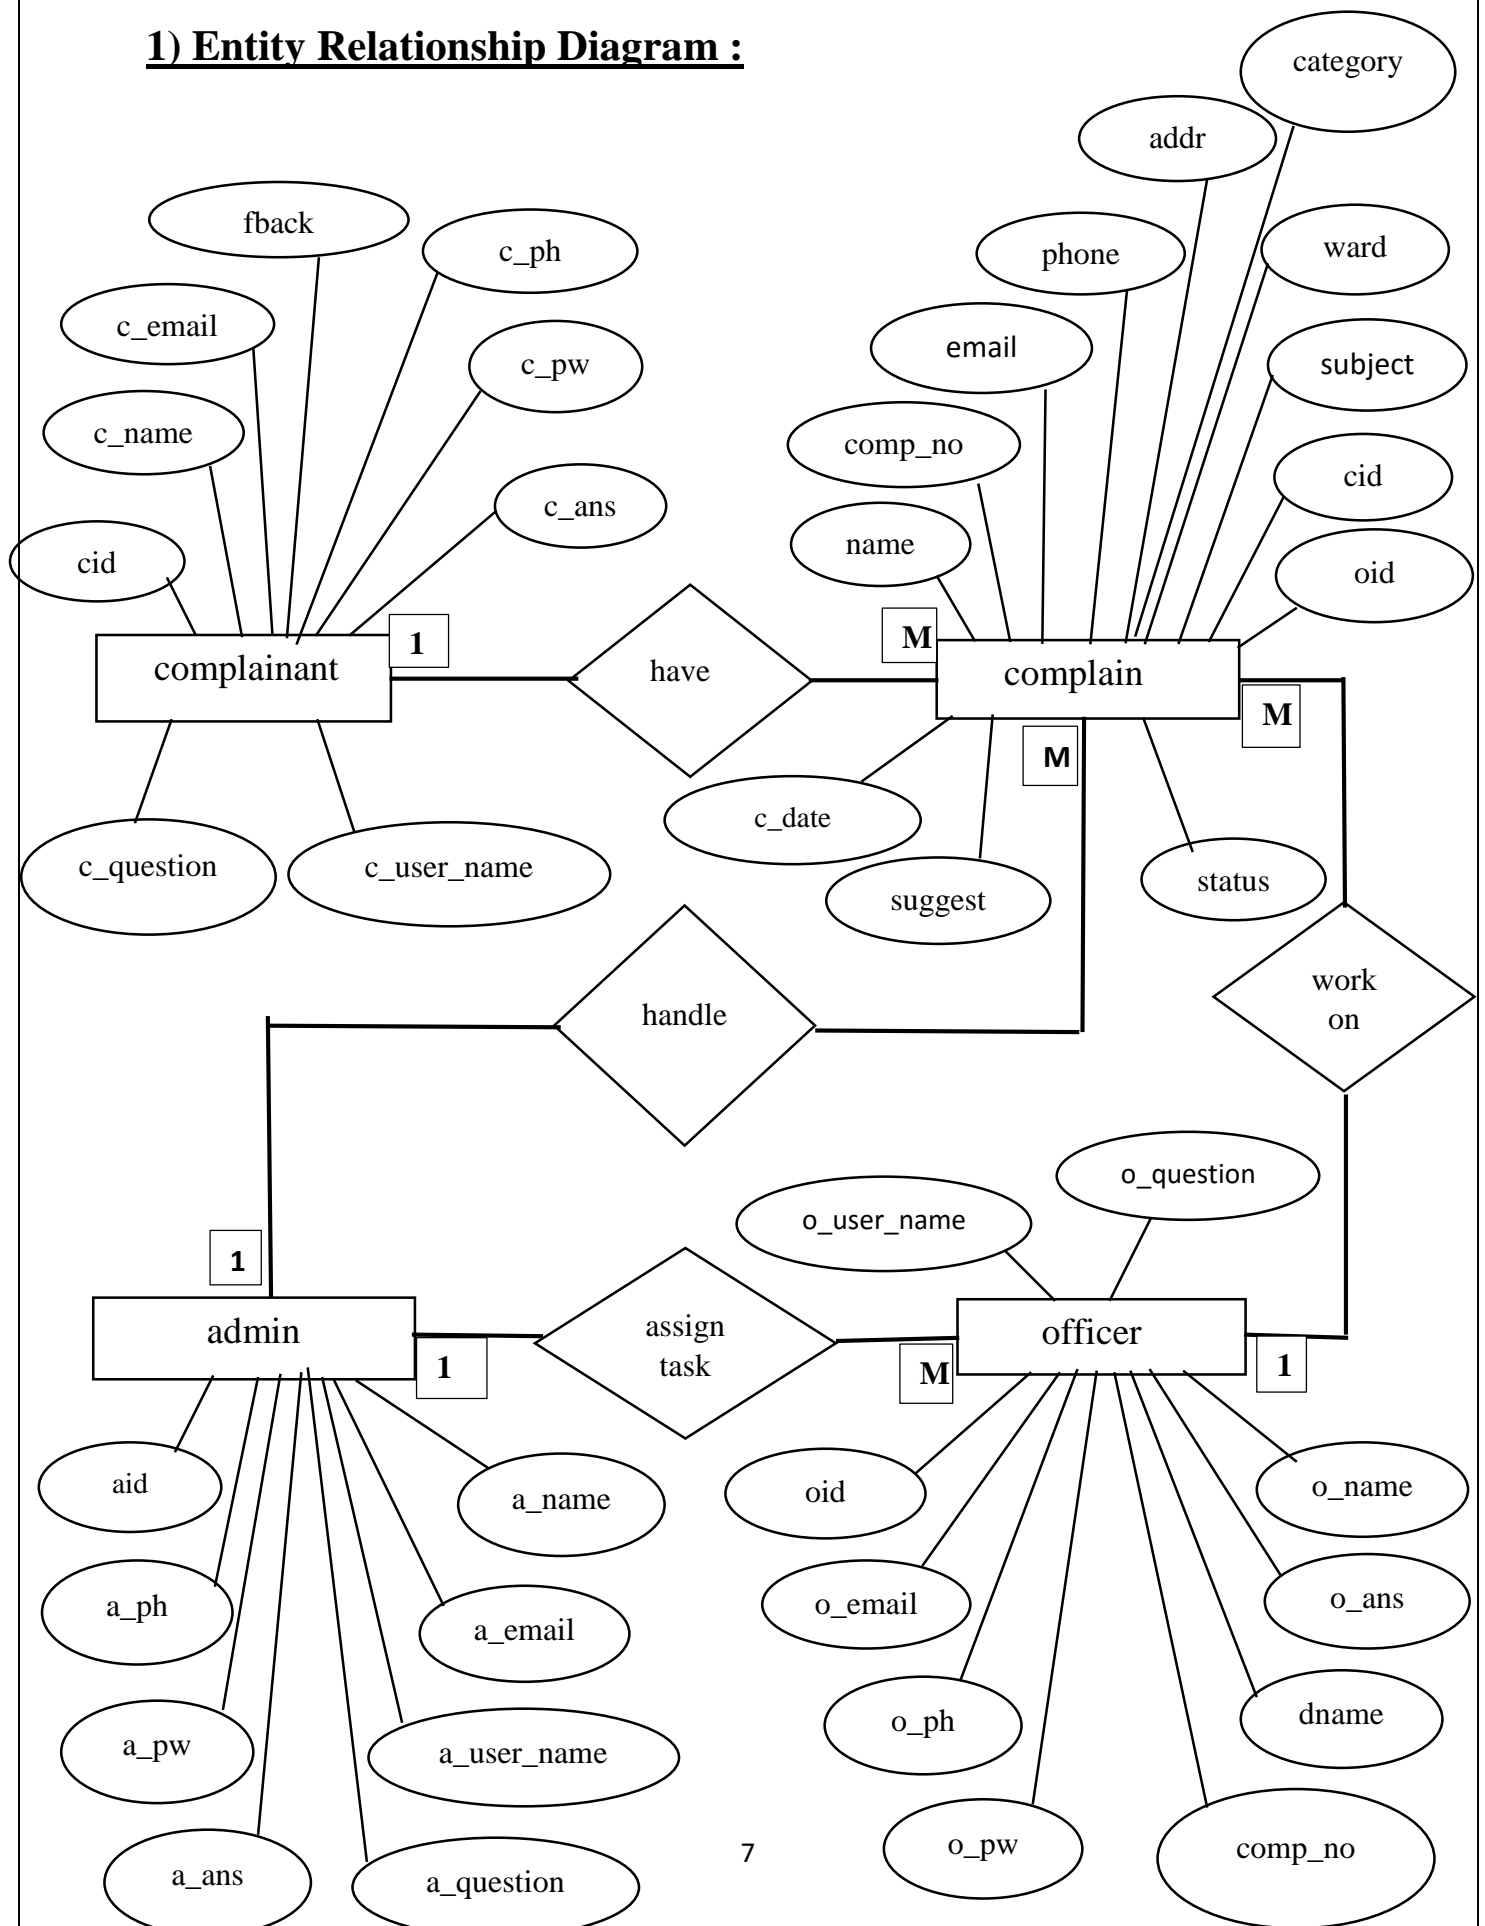 1) Entity Relationship Diagram :
category
addr
fback
c_ph
phone
ward
c_email
email
subject
c_pw
c_name
comp_no
cid
c_ans
name
cid
oid
1
M
complainant
have
complain
M
M
c_date
c_question
c_user_name
suggest
status
work
on
handle
o_question
o_user_name
1
admin
assign
task
officer
1
M
1
aid
a_name
oid
o_name
a_ph
a_email
o_email
o_ans
a_pw
a_user_name
o_ph
dname
a_ans
a_question
7
o_pw
comp_no